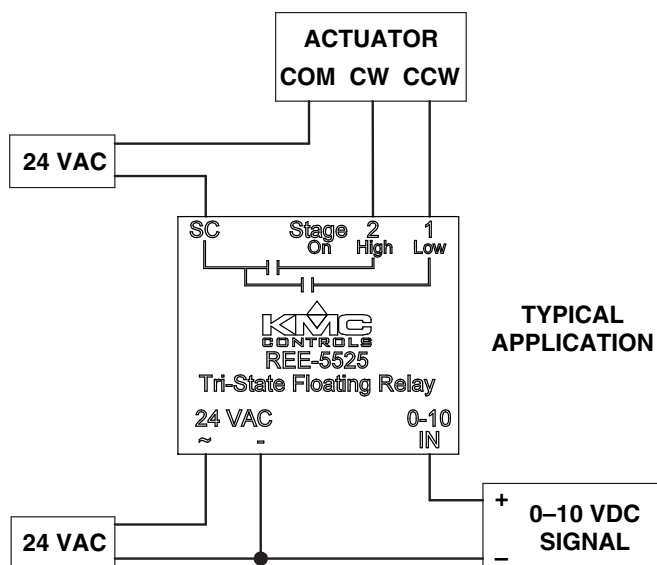 ACTUATOR
COM CW CCW
24 VAC
SC Stage 2 1
On High Low
KMC
CONTROLS
REE-5525
Tri-State Floating Relay
TYPICAL
APPLICATION
24 VAC 0-10
~ - IN
24 VAC
+
0–10 VDC
SIGNAL
–